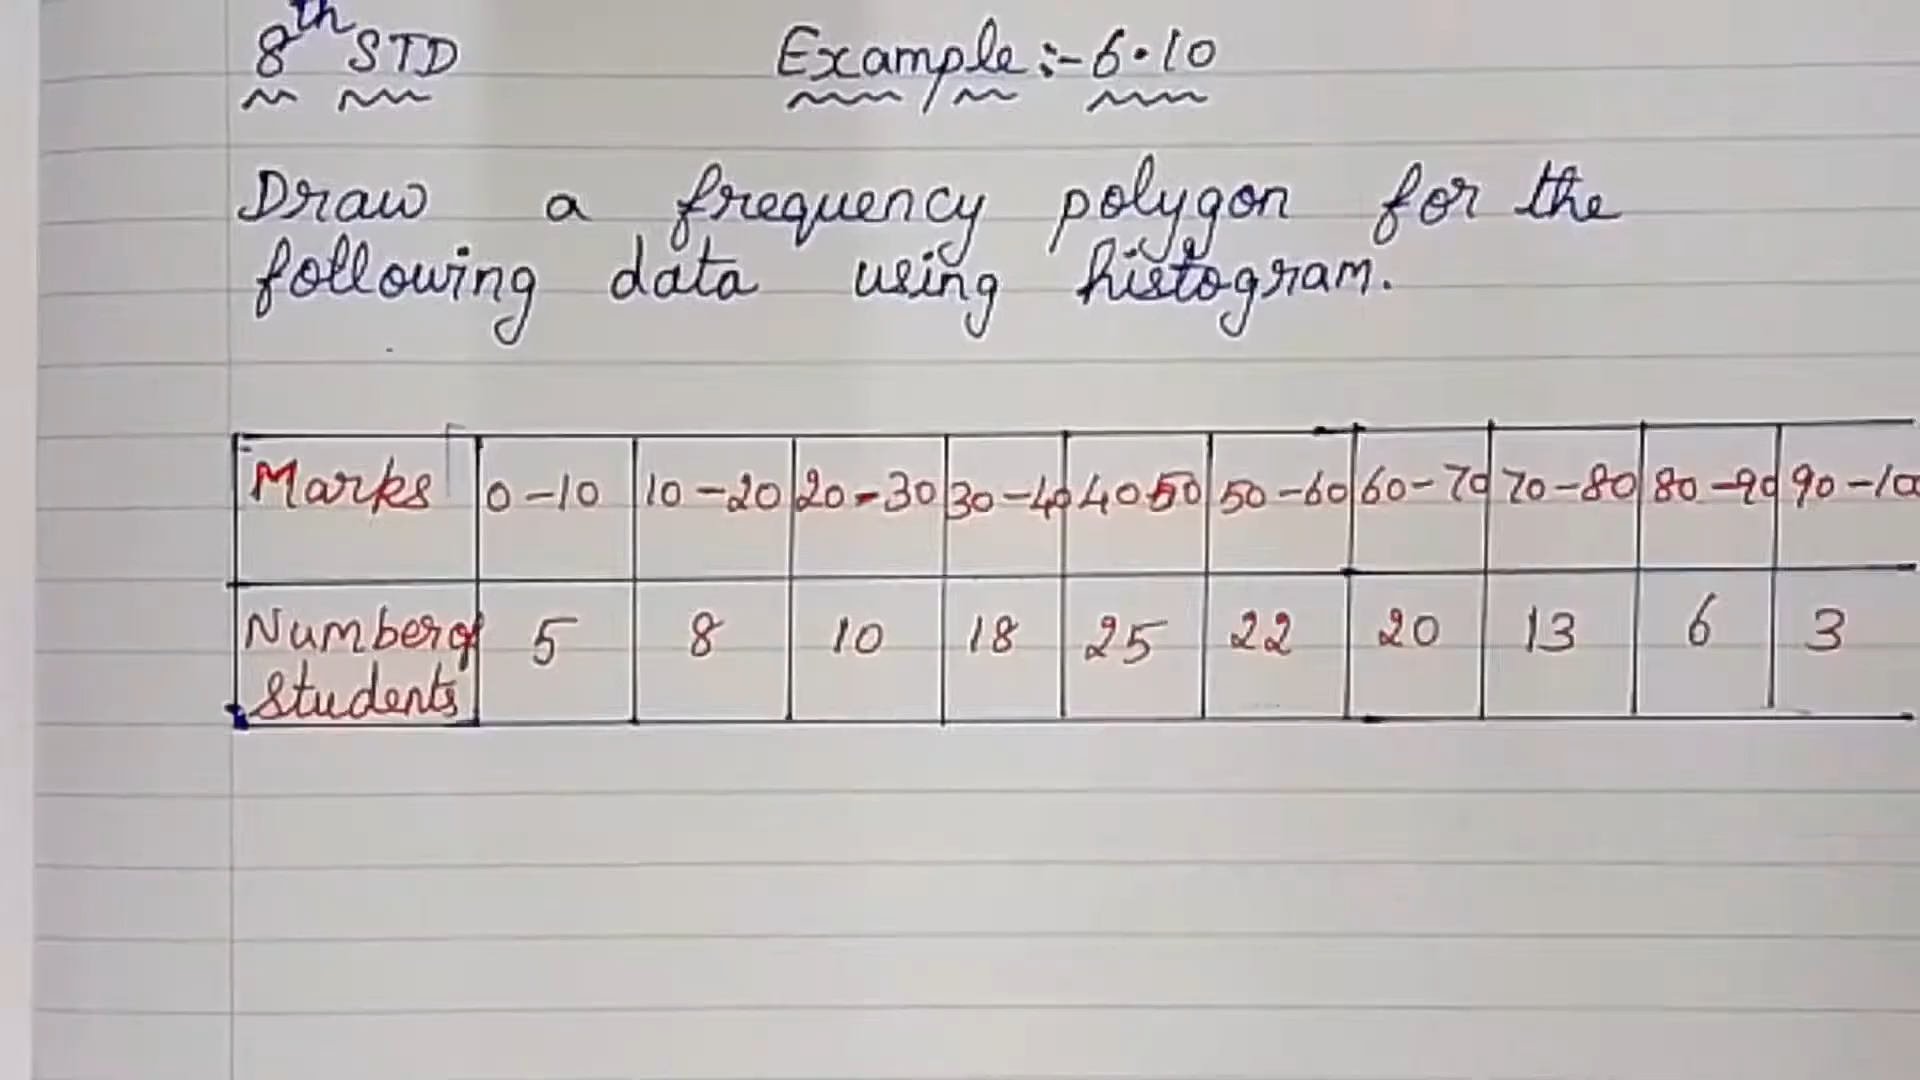 8th STD Example:- 6.10
Draw a frequency polygon for the
following data using histogram.
Marks 0-10 10-20 20-30 30-40 40 50 50-60 60-70 70-80 80-90 90-100
Number of 5 8 10 18 25 22 20 13 6 3
Students